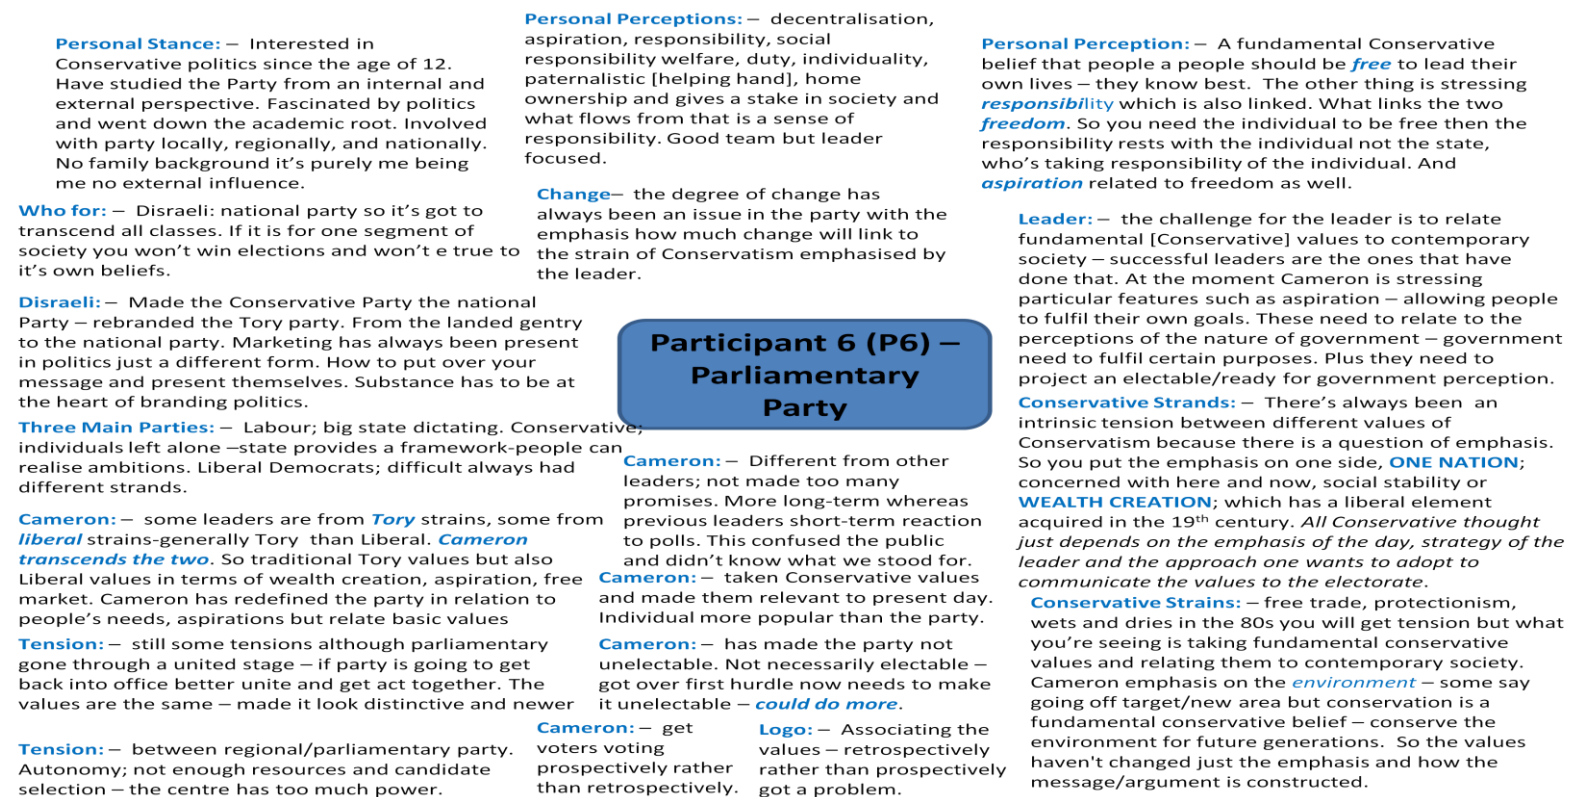 Personal Stance: – Interested in
Conservative politics since the age of 12.
Have studied the Party from an internal and
external perspective. Fascinated by politics
and went down the academic root. Involved
with party locally, regionally, and nationally.
No family background it's purely me being
me no external influence.
Who for: – Disraeli: national party so it's got to
transcend all classes. If it is for one segment of
society you won't win elections and won't e true to
it's own beliefs.
Disraeli: – Made the Conservative Party the national
Party – rebranded the Tory party. From the landed gentry
to the national party. Marketing has always been present
in politics just a different form. How to put over your
message and present themselves. Substance has to be at
the heart of branding politics.
Three Main Parties: – Labour; big state dictating. Conservative;
individuals left alone –state provides a framework-people can
realise ambitions. Liberal Democrats; difficult always had
different strands.
Cameron: – some leaders are from Tory strains, some from
liberal strains-generally Tory than Liberal. Cameron
transcends the two. So traditional Tory values but also
Liberal values in terms of wealth creation, aspiration, free
market. Cameron has redefined the party in relation to
people's needs, aspirations but relate basic values
Tension: – still some tensions although parliamentary
gone through a united stage – if party is going to get
back into office better unite and get act together. The
values are the same – made it look distinctive and newer
Tension: – between regional/parliamentary party.
Autonomy; not enough resources and candidate
selection – the centre has too much power.
Personal Perceptions: – decentralisation,
aspiration, responsibility, social
responsibility welfare, duty, individuality,
paternalistic [helping hand], home
ownership and gives a stake in society and
what flows from that is a sense of
responsibility. Good team but leader
focused.
Change– the degree of change has
always been an issue in the party with the
emphasis how much change will link to
the strain of Conservatism emphasised by
the leader.
Participant 6 (P6) –
Parliamentary
Party
Cameron: – Different from other
leaders; not made too many
promises. More long-term whereas
previous leaders short-term reaction
to polls. This confused the public
and didn't know what we stood for.
Cameron: – taken Conservative values
and made them relevant to present day.
Individual more popular than the party.
Cameron: – has made the party not
unelectable. Not necessarily electable –
got over first hurdle now needs to make
it unelectable – could do more.
Cameron: – get
voters voting
prospectively rather
than retrospectively.
Logo: – Associating the
values – retrospectively
rather than prospectively
got a problem.
Personal Perception: – A fundamental Conservative
belief that people a people should be free to lead their
own lives – they know best. The other thing is stressing
responsibility which is also linked. What links the two
freedom. So you need the individual to be free then the
responsibility rests with the individual not the state,
who's taking responsibility of the individual. And
aspiration related to freedom as well.
Leader: – the challenge for the leader is to relate
fundamental [Conservative] values to contemporary
society – successful leaders are the ones that have
done that. At the moment Cameron is stressing
particular features such as aspiration – allowing people
to fulfil their own goals. These need to relate to the
perceptions of the nature of government – government
need to fulfil certain purposes. Plus they need to
project an electable/ready for government perception.
Conservative Strands: – There's always been an
intrinsic tension between different values of
Conservatism because there is a question of emphasis.
So you put the emphasis on one side, ONE NATION;
concerned with here and now, social stability or
WEALTH CREATION; which has a liberal element
acquired in the 19th century. All Conservative thought
just depends on the emphasis of the day, strategy of the
leader and the approach one wants to adopt to
communicate the values to the electorate.
Conservative Strains: – free trade, protectionism,
wets and dries in the 80s you will get tension but what
you're seeing is taking fundamental conservative
values and relating them to contemporary society.
Cameron emphasis on the environment – some say
going off target/new area but conservation is a
fundamental conservative belief – conserve the
environment for future generations. So the values
haven't changed just the emphasis and how the
message/argument is constructed.